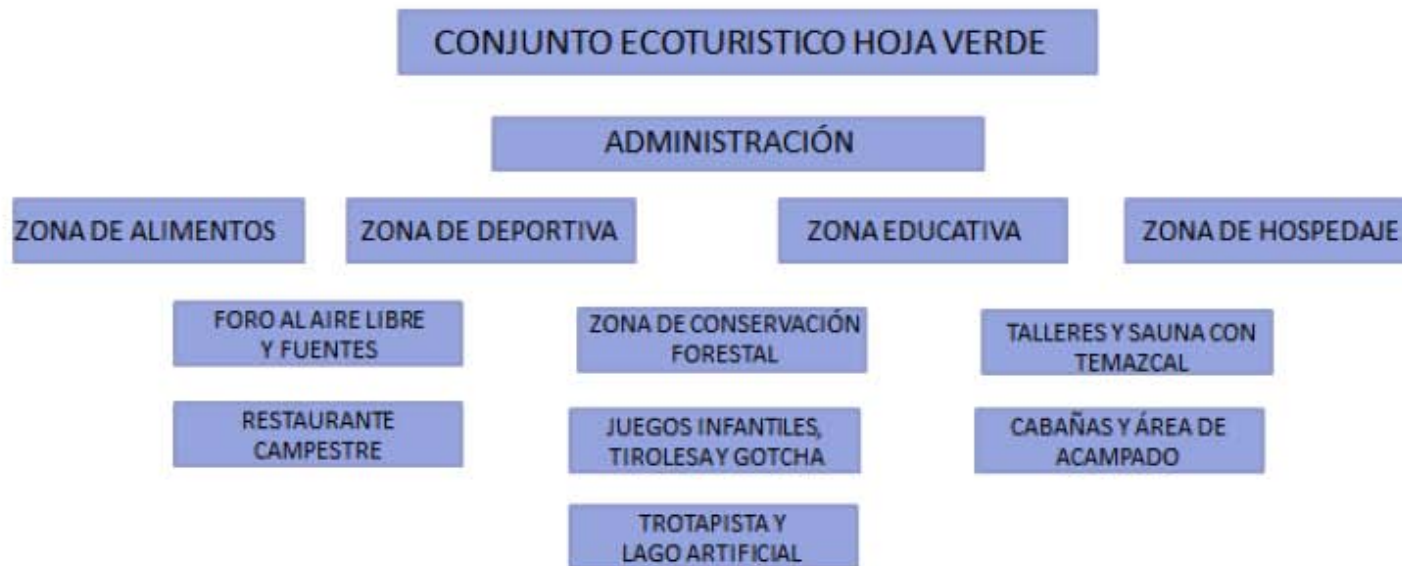 CONJUNTO ECOTURISTICO HOJA VERDE
ADMINISTRACIÓN
ZONA DE ALIMENTOS
ZONA DE DEPORTIVA
ZONA EDUCATIVA
ZONA DE HOSPEDAJE
FORO AL AIRE LIBRE
Y FUENTES
ZONA DE CONSERVACIÓN
FORESTAL
TALLERES Y SAUNA CON
TEMAZCAL
RESTAURANTE
CAMPESTRE
JUEGOS INFANTILES,
TIROLESA Y GOTCHA
CABAÑAS Y ÁREA DE
ACAMPADO
TROTAPISTA Y
LAGO ARTIFICIAL